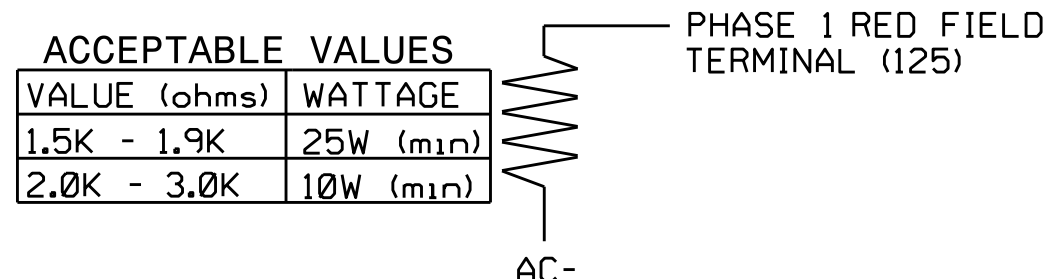 ACCEPTABLE VALUES
VALUE (ohms) WATTAGE
1.5K - 1.9K 25W (min)
2.0K - 3.0K 10W (min)
PHASE 1 RED FIELD
TERMINAL (125)
AC-